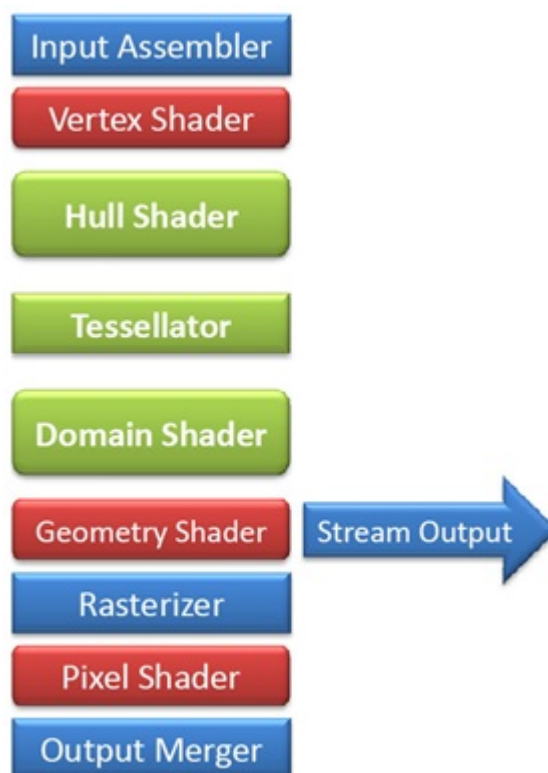 Input Assembler
Vertex Shader
Hull Shader
Tessellator
Domain Shader
Geometry Shader
Stream Output
Rasterizer
Pixel Shader
Output Merger